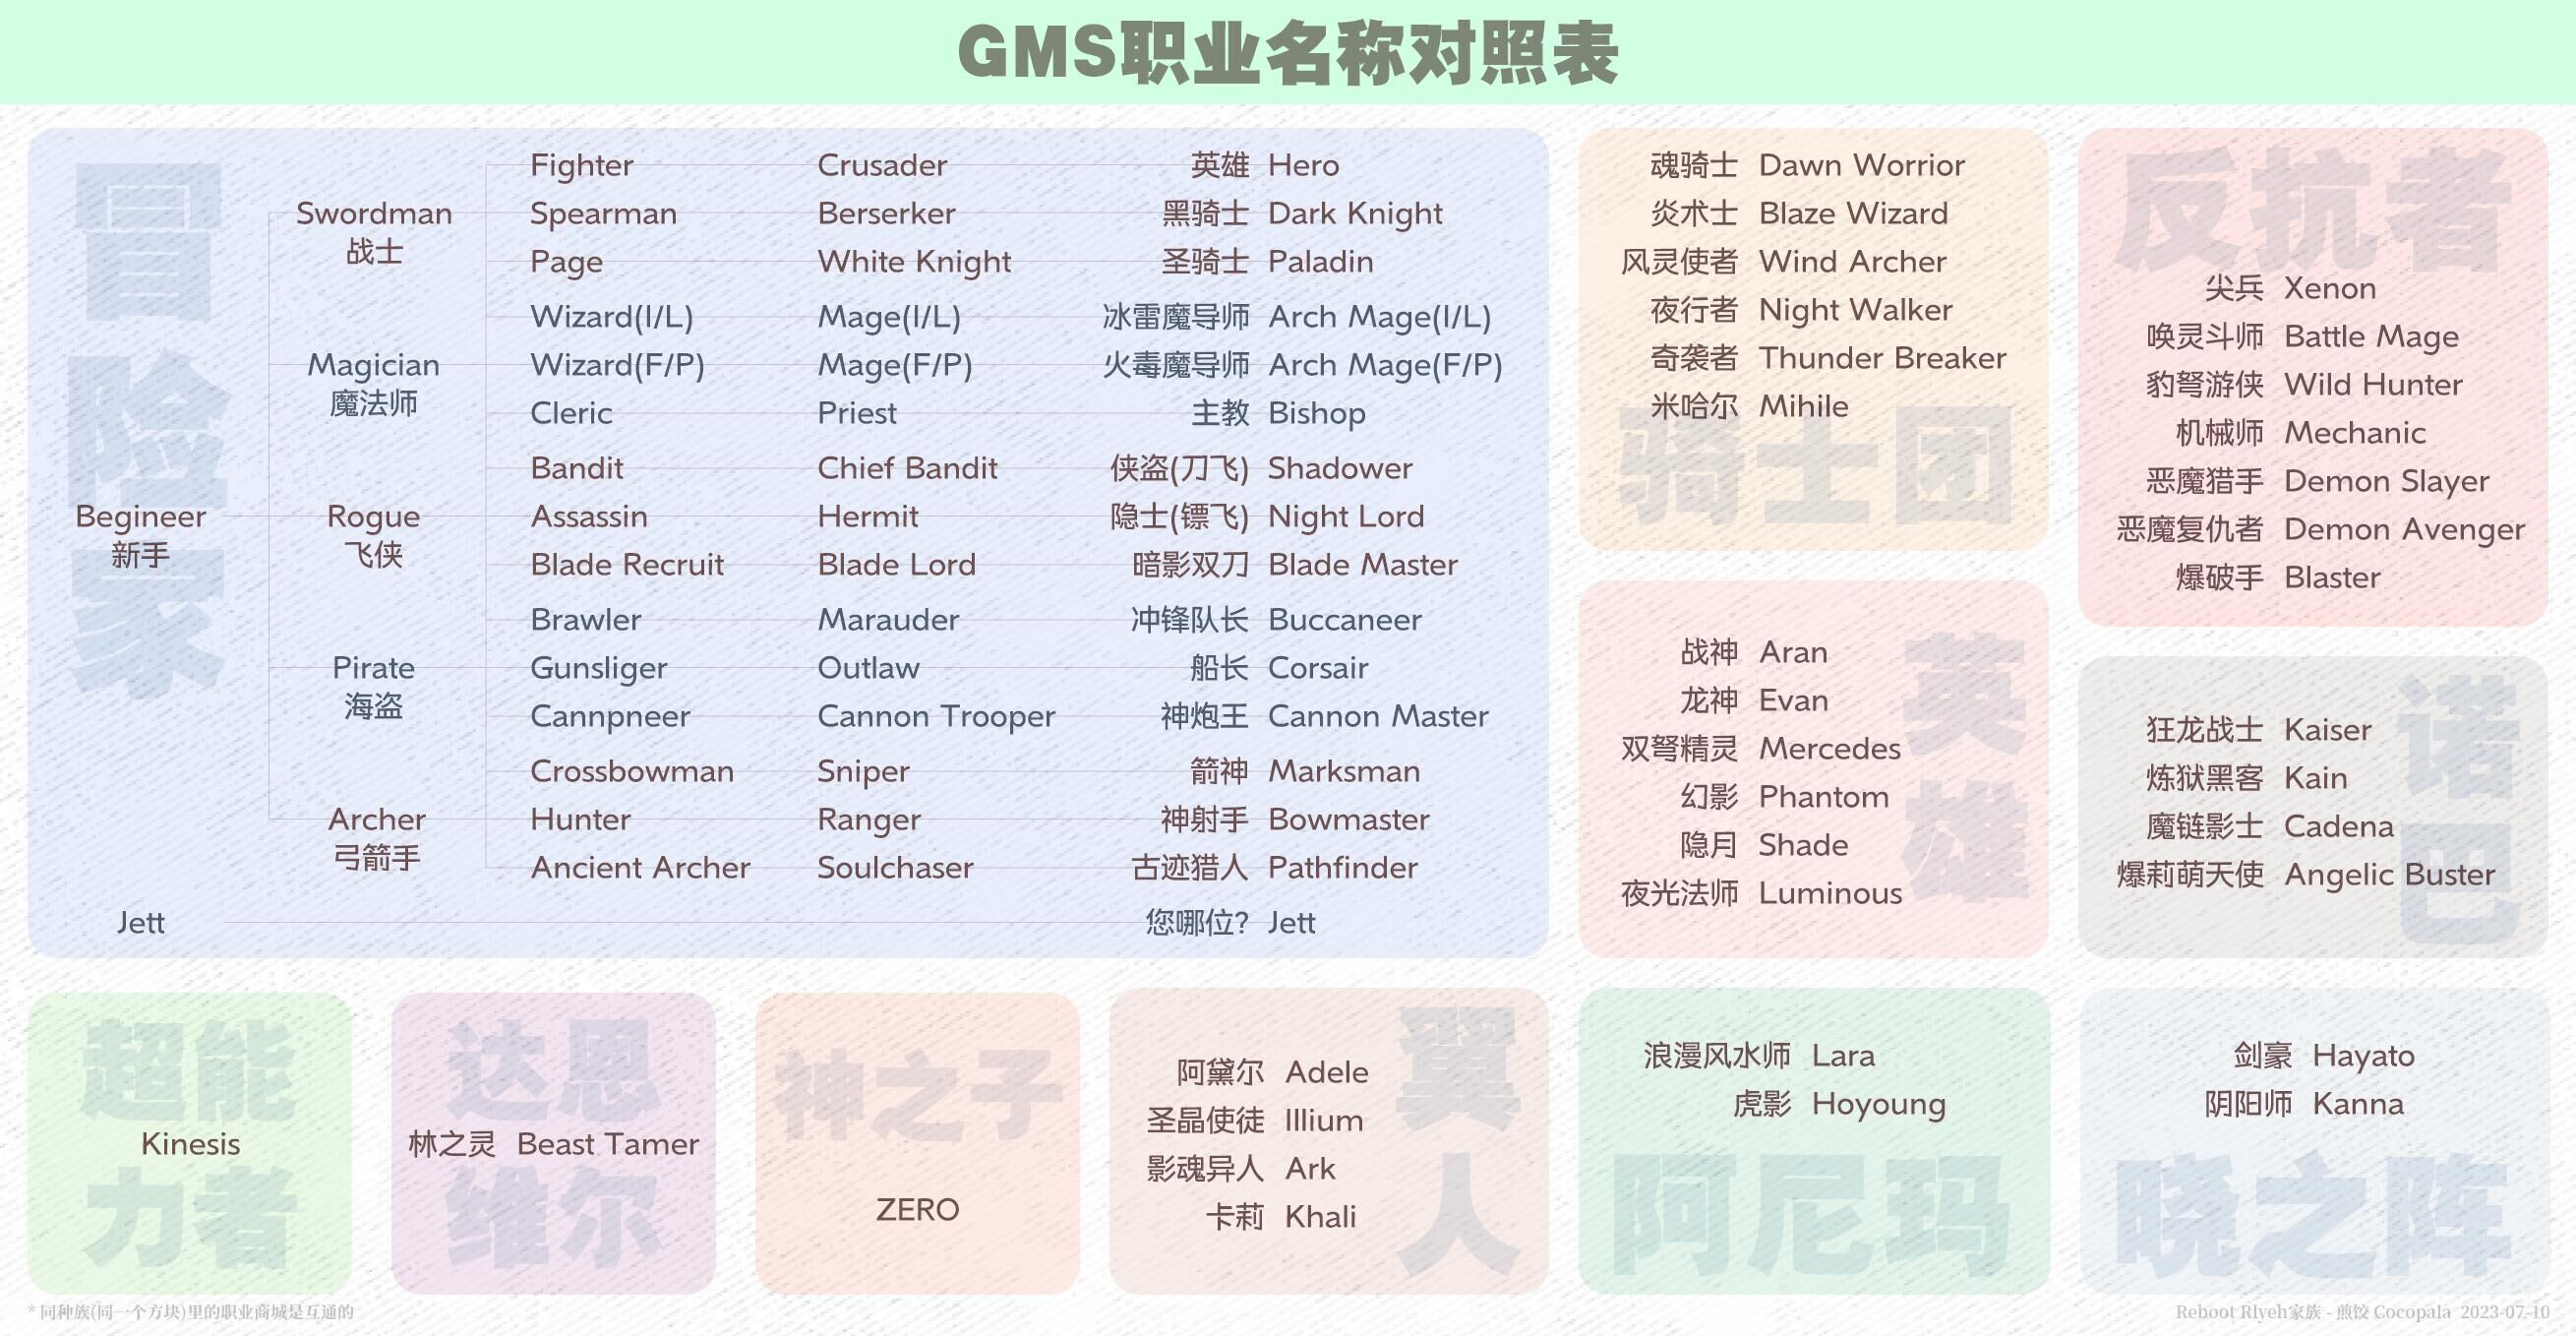 GMS职业名称对照表
冒险家
Begineer
新手
Swordman
战士
Fighter Crusader 英雄 Hero
Spearman Berserker 黑骑士 Dark Knight
Page White Knight 圣骑士 Paladin
Magician
魔法师
Wizard(I/L) Mage(I/L) 冰雷魔导师 Arch Mage(I/L)
Wizard(F/P) Mage(F/P) 火毒魔导师 Arch Mage(F/P)
Cleric Priest 主教 Bishop
Rogue
飞侠
Bandit Chief Bandit 侠盗(刀飞) Shadower
Assassin Hermit 隐士(镖飞) Night Lord
Blade Recruit Blade Lord 暗影双刀 Blade Master
Pirate
海盗
Brawler Marauder 冲锋队长 Buccaneer
Gunsliger Outlaw 船长 Corsair
Cannpneer Cannon Trooper 神炮王 Cannon Master
Archer
弓箭手
Crossbowman Sniper 箭神 Marksman
Hunter Ranger 神射手 Bowmaster
Ancient Archer Soulchaser 古迹猎人 Pathfinder
Jett 您哪位? Jett
魂骑士 Dawn Worrior
炎术士 Blaze Wizard
风灵使者 Wind Archer
夜行者 Night Walker
奇袭者 Thunder Breaker
米哈尔 Mihile
骑士团
反抗者
尖兵 Xenon
唤灵斗师 Battle Mage
豹弩游侠 Wild Hunter
机械师 Mechanic
恶魔猎手 Demon Slayer
恶魔复仇者 Demon Avenger
爆破手 Blaster
英雄
战神 Aran
龙神 Evan
双弩精灵 Mercedes
幻影 Phantom
隐月 Shade
夜光法师 Luminous
诺巴
狂龙战士 Kaiser
炼狱黑客 Kain
魔链影士 Cadena
爆莉萌天使 Angelic Buster
超能
Kinesis
力者
达恩
林之灵 Beast Tamer
维尔
神之子
ZERO
翼人
阿黛尔 Adele
圣晶使徒 Illium
影魂异人 Ark
卡莉 Khali
浪漫风水师 Lara
虎影 Hoyoung
阿尼玛
剑豪 Hayato
阴阳师 Kanna
晓之阵
* 同种族(同一个方块)里的职业商城是互通的
Reboot Rlyeh家族 - 煎饺 Cocopala 2023-07-10